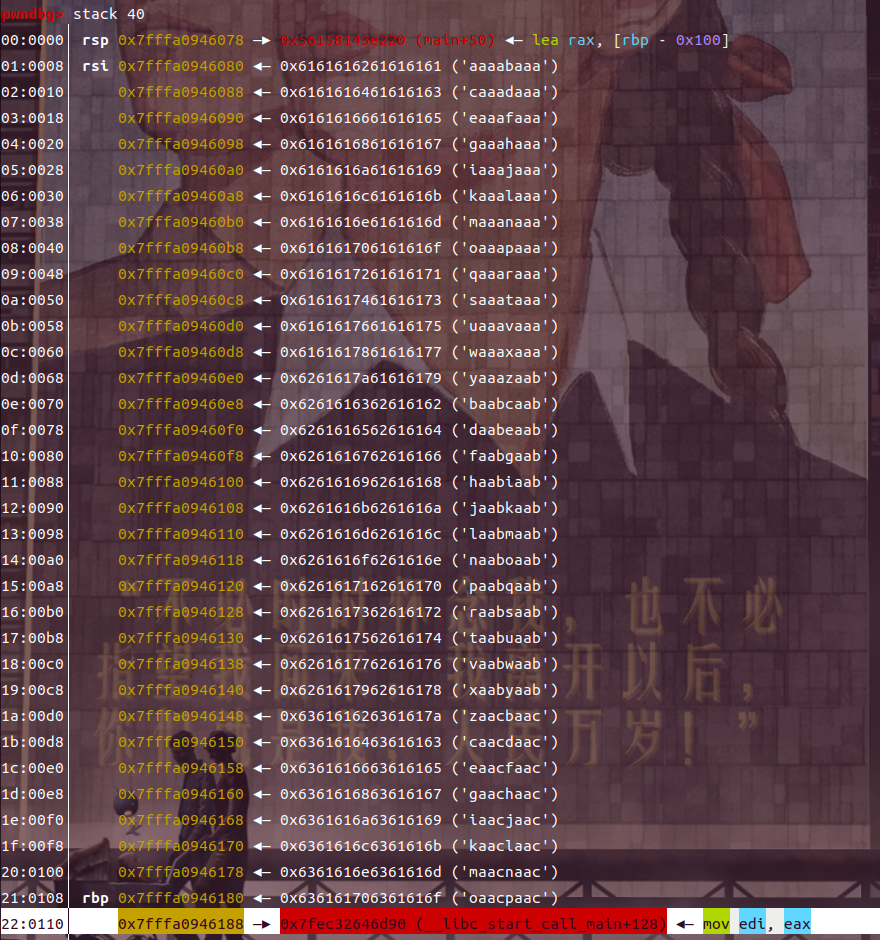 pwndbg> stack 40
00:0000│ rsp 0x7fffa0946078 —▸ 0x56158143e220 (main+50) ◂— lea rax, [rbp - 0x100]
01:0008│ rsi 0x7fffa0946080 ◂— 0x6161616261616161 ('aaaabaaa')
02:0010│ 0x7fffa0946088 ◂— 0x6161616461616163 ('caaadaaa')
03:0018│ 0x7fffa0946090 ◂— 0x6161616661616165 ('eaaafaaa')
04:0020│ 0x7fffa0946098 ◂— 0x6161616861616167 ('gaaahaaa')
05:0028│ 0x7fffa09460a0 ◂— 0x6161616a61616169 ('iaaajaaa')
06:0030│ 0x7fffa09460a8 ◂— 0x6161616c6161616b ('kaaalaaa')
07:0038│ 0x7fffa09460b0 ◂— 0x6161616e6161616d ('maaanaaa')
08:0040│ 0x7fffa09460b8 ◂— 0x616161706161616f ('oaaapaaa')
09:0048│ 0x7fffa09460c0 ◂— 0x6161617261616171 ('qaaaraaa')
0a:0050│ 0x7fffa09460c8 ◂— 0x6161617461616173 ('saaataaa')
0b:0058│ 0x7fffa09460d0 ◂— 0x6161617661616175 ('uaaavaaa')
0c:0060│ 0x7fffa09460d8 ◂— 0x6161617861616177 ('waaaxaaa')
0d:0068│ 0x7fffa09460e0 ◂— 0x6261617a61616179 ('yaaazaab')
0e:0070│ 0x7fffa09460e8 ◂— 0x6261616362616162 ('baabcaab')
0f:0078│ 0x7fffa09460f0 ◂— 0x6261616562616164 ('daabeaab')
10:0080│ 0x7fffa09460f8 ◂— 0x6261616762616166 ('faabgaab')
11:0088│ 0x7fffa0946100 ◂— 0x6261616962616168 ('haabiaab')
12:0090│ 0x7fffa0946108 ◂— 0x6261616b6261616a ('jaabkaab')
13:0098│ 0x7fffa0946110 ◂— 0x6261616d6261616c ('laabmaab')
14:00a0│ 0x7fffa0946118 ◂— 0x6261616f6261616e ('naaboaab')
15:00a8│ 0x7fffa0946120 ◂— 0x6261617162616170 ('paabqaab')
16:00b0│ 0x7fffa0946128 ◂— 0x6261617362616172 ('raabsaab')
17:00b8│ 0x7fffa0946130 ◂— 0x6261617562616174 ('taabuaab')
18:00c0│ 0x7fffa0946138 ◂— 0x6261617762616176 ('vaabwaab')
19:00c8│ 0x7fffa0946140 ◂— 0x6261617962616178 ('xaabyaab')
1a:00d0│ 0x7fffa0946148 ◂— 0x636161626361617a ('zaacbaac')
1b:00d8│ 0x7fffa0946150 ◂— 0x6361616463616163 ('caacdaac')
1c:00e0│ 0x7fffa0946158 ◂— 0x6361616663616165 ('eaacfaac')
1d:00e8│ 0x7fffa0946160 ◂— 0x6361616863616167 ('gaachaac')
1e:00f0│ 0x7fffa0946168 ◂— 0x6361616a63616169 ('iaacjaac')
1f:00f8│ 0x7fffa0946170 ◂— 0x6361616c6361616b ('kaaclaac')
20:0100│ 0x7fffa0946178 ◂— 0x6361616e6361616d ('maacnaac')
21:0108│ rbp 0x7fffa0946180 ◂— 0x636161706361616f ('oaacpaac')
22:0110│ 0x7fffa0946188 —▸ 0x7fec32646d90 (__libc_start_call_main+128) ◂— mov edi, eax
也不必
开以后，
万岁！”